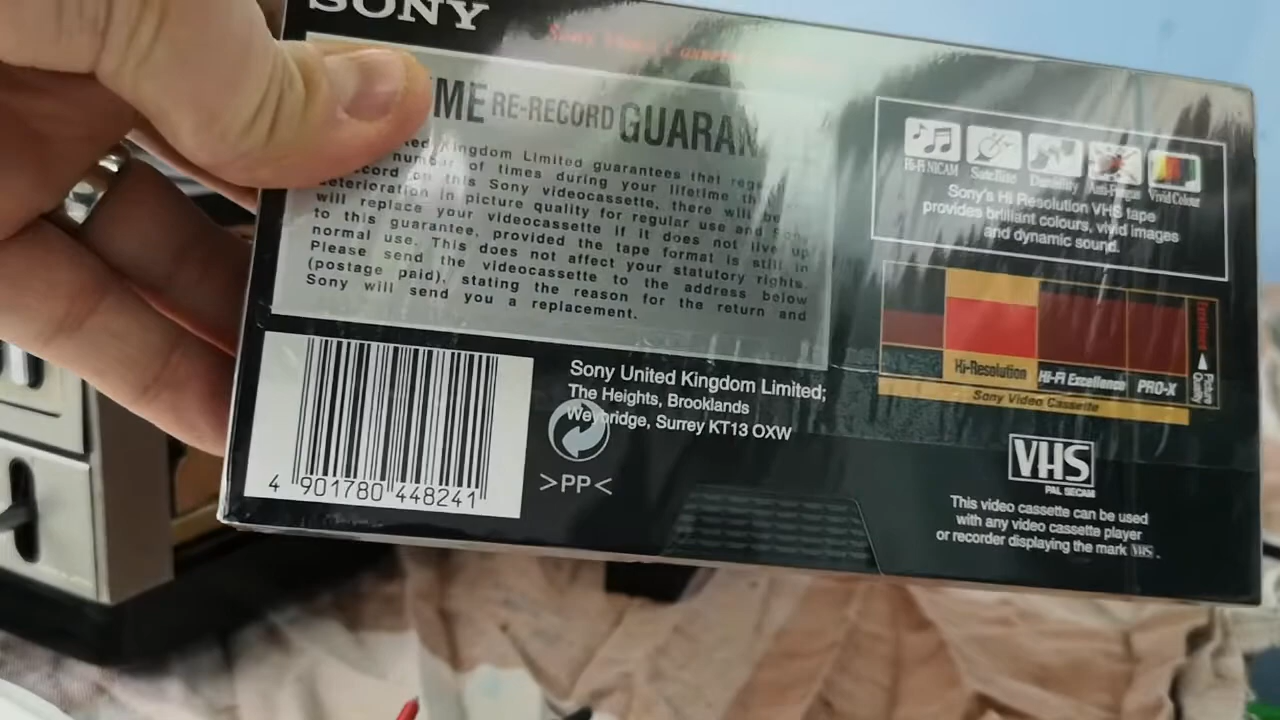 SONY
Sony Video
ME RE-RECORD GUARAN
ted Kingdom Limited guarantees that
number of times during your lifetime
cord on this Sony videocassette, there will be
deterioration in picture quality for regular use and
will replace your videocassette if it does not live up
to this guarantee, provided the tape format is still in
normal use. This does not affect your statutory rights.
Please send the videocassette to the address below
(postage paid), stating the reason for the return and
Sony will send you a replacement.
4 901780 448241
Sony United Kingdom Limited;
The Heights, Brooklands
Weybridge, Surrey KT13 OXW
>PP<
Hi-Fi NICAM Satellite Durability Anti-Fungus Vivid Colour
Sony's Hi Resolution VHS tape
provides brilliant colours, vivid images
and dynamic sound.
Hi-Resolution Hi-Fi Excellence PRO-X
Excellent
Picture
Quality
Sony Video Cassette
VHS
PAL SECAM
This video cassette can be used
with any video cassette player
or recorder displaying the mark VHS.